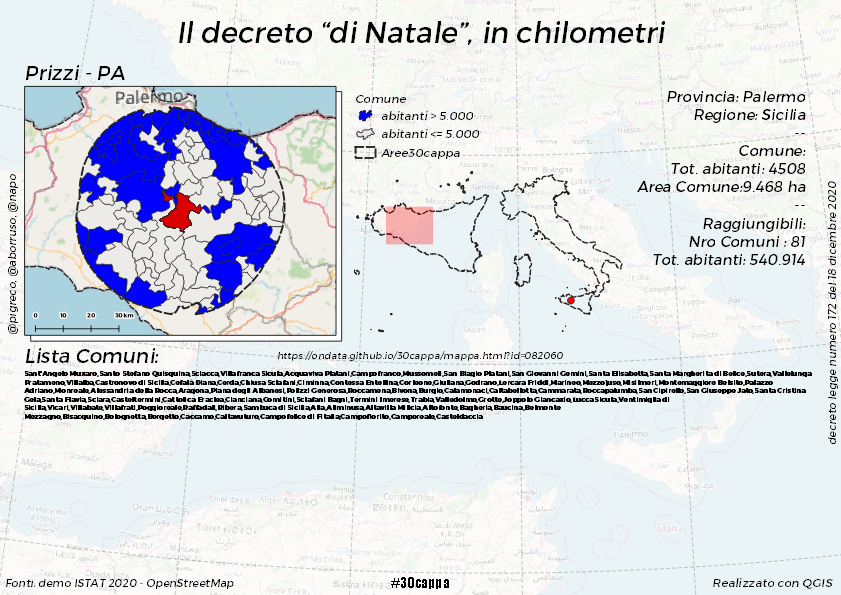 Il decreto “di Natale”, in chilometri
Prizzi - PA
Palermo
0 10 20 30 km
Comune
abitanti > 5.000
abitanti <= 5.000
Aree30cappa
Provincia: Palermo
Regione: Sicilia
--
Comune:
Tot. abitanti: 4508
Area Comune:9.468 ha
--
Raggiungibili:
Nro Comuni : 81
Tot. abitanti: 540.914
@pigreco, @aborruso, @napo
decreto legge numero 172 del 18 dicembre 2020
Lista Comuni:
https://ondata.github.io/30cappa/mappa.html?id=082060
Sant'Angelo Muxaro,Santo Stefano Quisquina,Sciacca,Villafranca Sicula,Acquaviva Platani,Campofranco,Mussomeli,San Biagio Platani,San Giovanni Gemini,Santa Elisabetta,Santa Margherita di Belice,Sutera,Vallelunga
Pratameno,Villalba,Castronovo di Sicilia,Cefalà Diana,Cerda,Chiusa Sclafani,Ciminna,Contessa Entellina,Corleone,Giuliana,Godrano,Lercara Friddi,Marineo,Mezzojuso,Misilmeri,Montemaggiore Belsito,Palazzo
Adriano,Monreale,Alessandria della Rocca,Aragona,Piana degli Albanesi,Polizzi Generosa,Roccamena,Bivona,Burgio,Calamonaci,Caltabellotta,Cammarata,Roccapalumba,San Cipirello,San Giuseppe Jato,Santa Cristina
Gela,Santa Flavia,Sciara,Casteltermini,Cattolica Eraclea,Cianciana,Comitini,Sclafani Bagni,Termini Imerese,Trabia,Valledolmo,Grotte,Joppolo Giancaxio,Lucca Sicula,Ventimiglia di
Sicilia,Vicari,Villabate,Villafrati,Poggioreale,Raffadali,Ribera,Sambuca di Sicilia,Alia,Aliminusa,Altavilla Milicia,Altofonte,Bagheria,Baucina,Belmonte
Mezzagno,Bisacquino,Bolognetta,Borgetto,Caccamo,Caltavuturo,Campofelice di Fitalia,Campofiorito,Camporeale,Casteldaccia
Constantine
Fonti: demo ISTAT 2020 - OpenStreetMap
#30cappa
Realizzato con QGIS